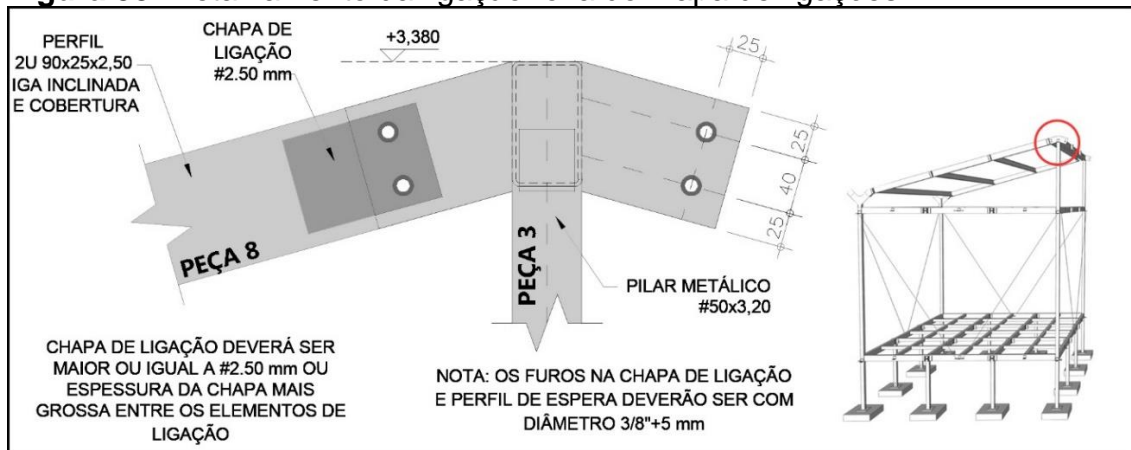 PERFIL
2U 90x25x2,50
IGA INCLINADA
E COBERTURA
CHAPA DE
LIGAÇÃO
#2.50 mm
+3,380
25
25
40
25
PEÇA 8
PEÇA 3
PILAR METÁLICO
#50x3,20
CHAPA DE LIGAÇÃO DEVERÁ SER
MAIOR OU IGUAL A #2.50 mm OU
ESPESSURA DA CHAPA MAIS
GROSSA ENTRE OS ELEMENTOS DE
LIGAÇÃO
NOTA: OS FUROS NA CHAPA DE LIGAÇÃO
E PERFIL DE ESPERA DEVERÃO SER COM
DIÂMETRO 3/8"+5 mm